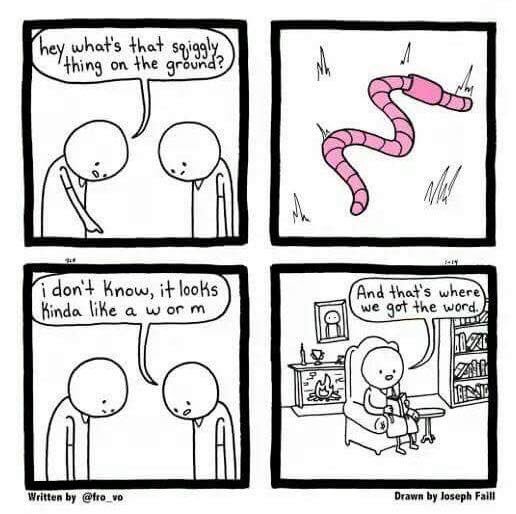 hey what's that sqiggly
thing on the ground?
i don't know, it looks
kinda like a w or m
And that's where
we got the word.
Written by @fro_vo
Drawn by Joseph Faill